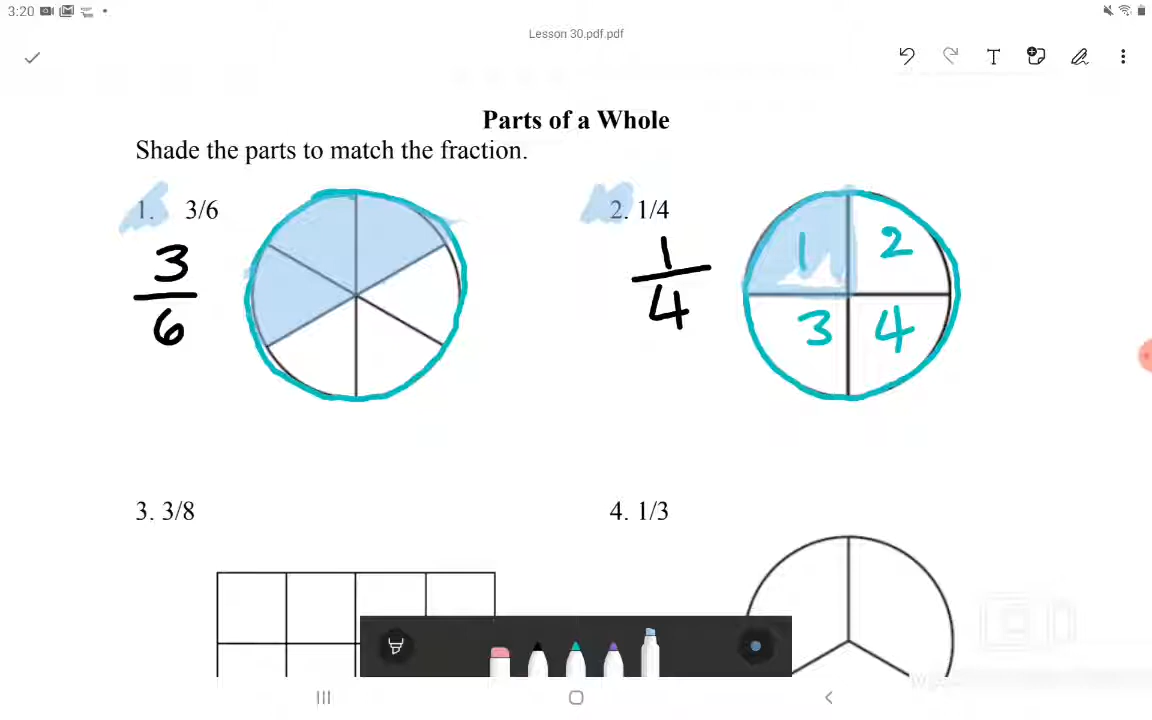 3:20
Lesson 30.pdf.pdf
T
Parts of a Whole
Shade the parts to match the fraction.
1. 3/6
3
6
2. 1/4
1
4
1 2
3 4
3. 3/8
4. 1/3